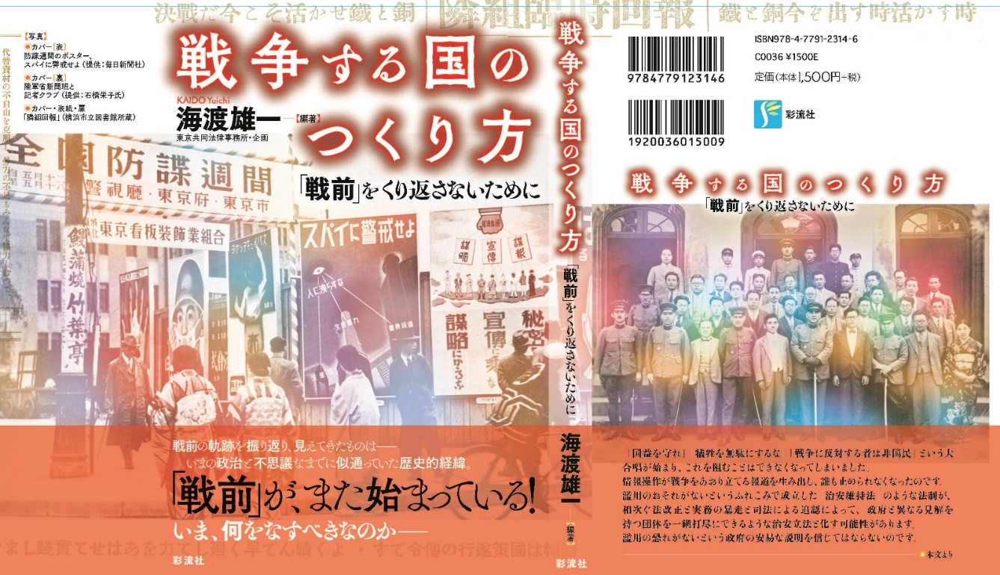 決戰だ今こそ活かせ鐵と銅
隣組臨時回報
鐵と銅今ぞ出す時活かす時
【写真】
●カバー［表］
防諜週間のポスター、
スパイに警戒せよ（提供：毎日新聞社）
●カバー［裏］
陸軍省新聞班と
記者クラブ（提供：石橋栄子氏）
●カバー・表紙・扉
「隣組回報」（横浜市立図書館所蔵）
戦争する国の
つくり方
KAIDO Yuichi
海渡雄一【編著】
東京共同法律事務所・企画
「戦前」をくり返さないために
全國防諜週間
警視廳・東京府・東京市
東京看板裝飾業組合
鰻蒲焼 竹葉亭
スパイに警戒せよ
人に洩らすな
生産能力
諜略
宣傳
諜報
秘密
宣傳に乘るな
謀略にかゝるな
戦前の軌跡を振り返り、見えてきたものは——
いまの政治と不思議なまでに似通っていた歴史的経緯。
「戦前」が、また始まっている！
いま、何をなすべきなのか——
彩流社
戦争する国のつくり方
「戦前」をくり返さないために
海渡雄一【編著】
彩流社
9784779123146
1920036015009
ISBN978-4-7791-2314-6
C0036 ¥1500E
定価（本体1,500円+税）
彩流社
戦争する国のつくり方
「戦前」をくり返さないために
「国益を守れ」「犠牲を無駄にするな」「戦争に反対する者は非国民」という大
合唱が始まり、これを阻むことはできなくなってしまいました。
情報操作が戦争をあおり立てる報道を生み出し、誰も止められなくなったのです。
濫用のおそれがないというふれこみで成立した「治安維持法」のような法制が、
相次ぐ法改正と実務の暴走と司法による追認によって、政府と異なる見解を
持つ団体を一網打尽にできるような治安立法と化す可能性があります。
濫用の恐れがないという政府の安易な説明を信じてはならないのです。
●本文より